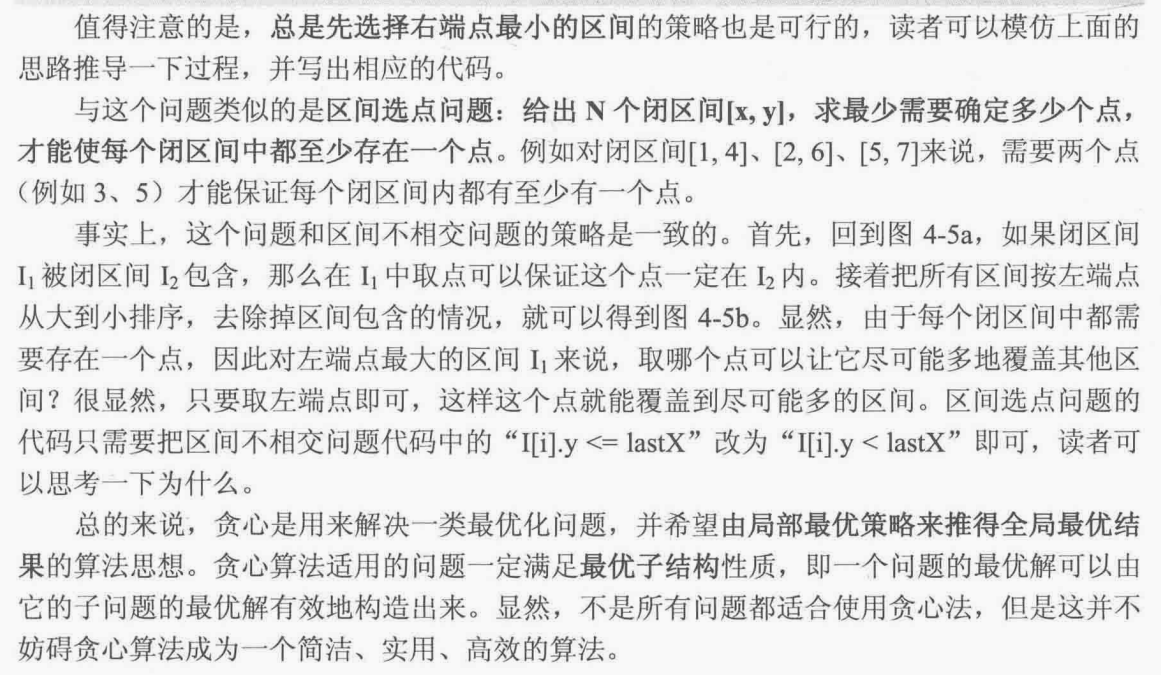 值得注意的是，总是先选择右端点最小的区间的策略也是可行的，读者可以模仿上面的
思路推导一下过程，并写出相应的代码。
与这个问题类似的是区间选点问题：给出 N 个闭区间[x, y]，求最少需要确定多少个点，
才能使每个闭区间中都至少存在一个点。例如对闭区间[1, 4]、[2, 6]、[5, 7]来说，需要两个点
（例如 3、5）才能保证每个闭区间内都有至少有一个点。
事实上，这个问题和区间不相交问题的策略是一致的。首先，回到图 4-5a，如果闭区间
I₁ 被闭区间 I₂ 包含，那么在 I₁ 中取点可以保证这个点一定在 I₂ 内。接着把所有区间按左端点
从大到小排序，去除掉区间包含的情况，就可以得到图 4-5b。显然，由于每个闭区间中都需
要存在一个点，因此对左端点最大的区间 I₁ 来说，取哪个点可以让它尽可能多地覆盖其他区
间？很显然，只要取左端点即可，这样这个点就能覆盖到尽可能多的区间。区间选点问题的
代码只需要把区间不相交问题代码中的“I[i].y <= lastX”改为“I[i].y < lastX”即可，读者可
以思考一下为什么。
总的来说，贪心是用来解决一类最优化问题，并希望由局部最优策略来推得全局最优结
果的算法思想。贪心算法适用的问题一定满足最优子结构性质，即一个问题的最优解可以由
它的子问题的最优解有效地构造出来。显然，不是所有问题都适合使用贪心法，但是这并不
妨碍贪心算法成为一个简洁、实用、高效的算法。